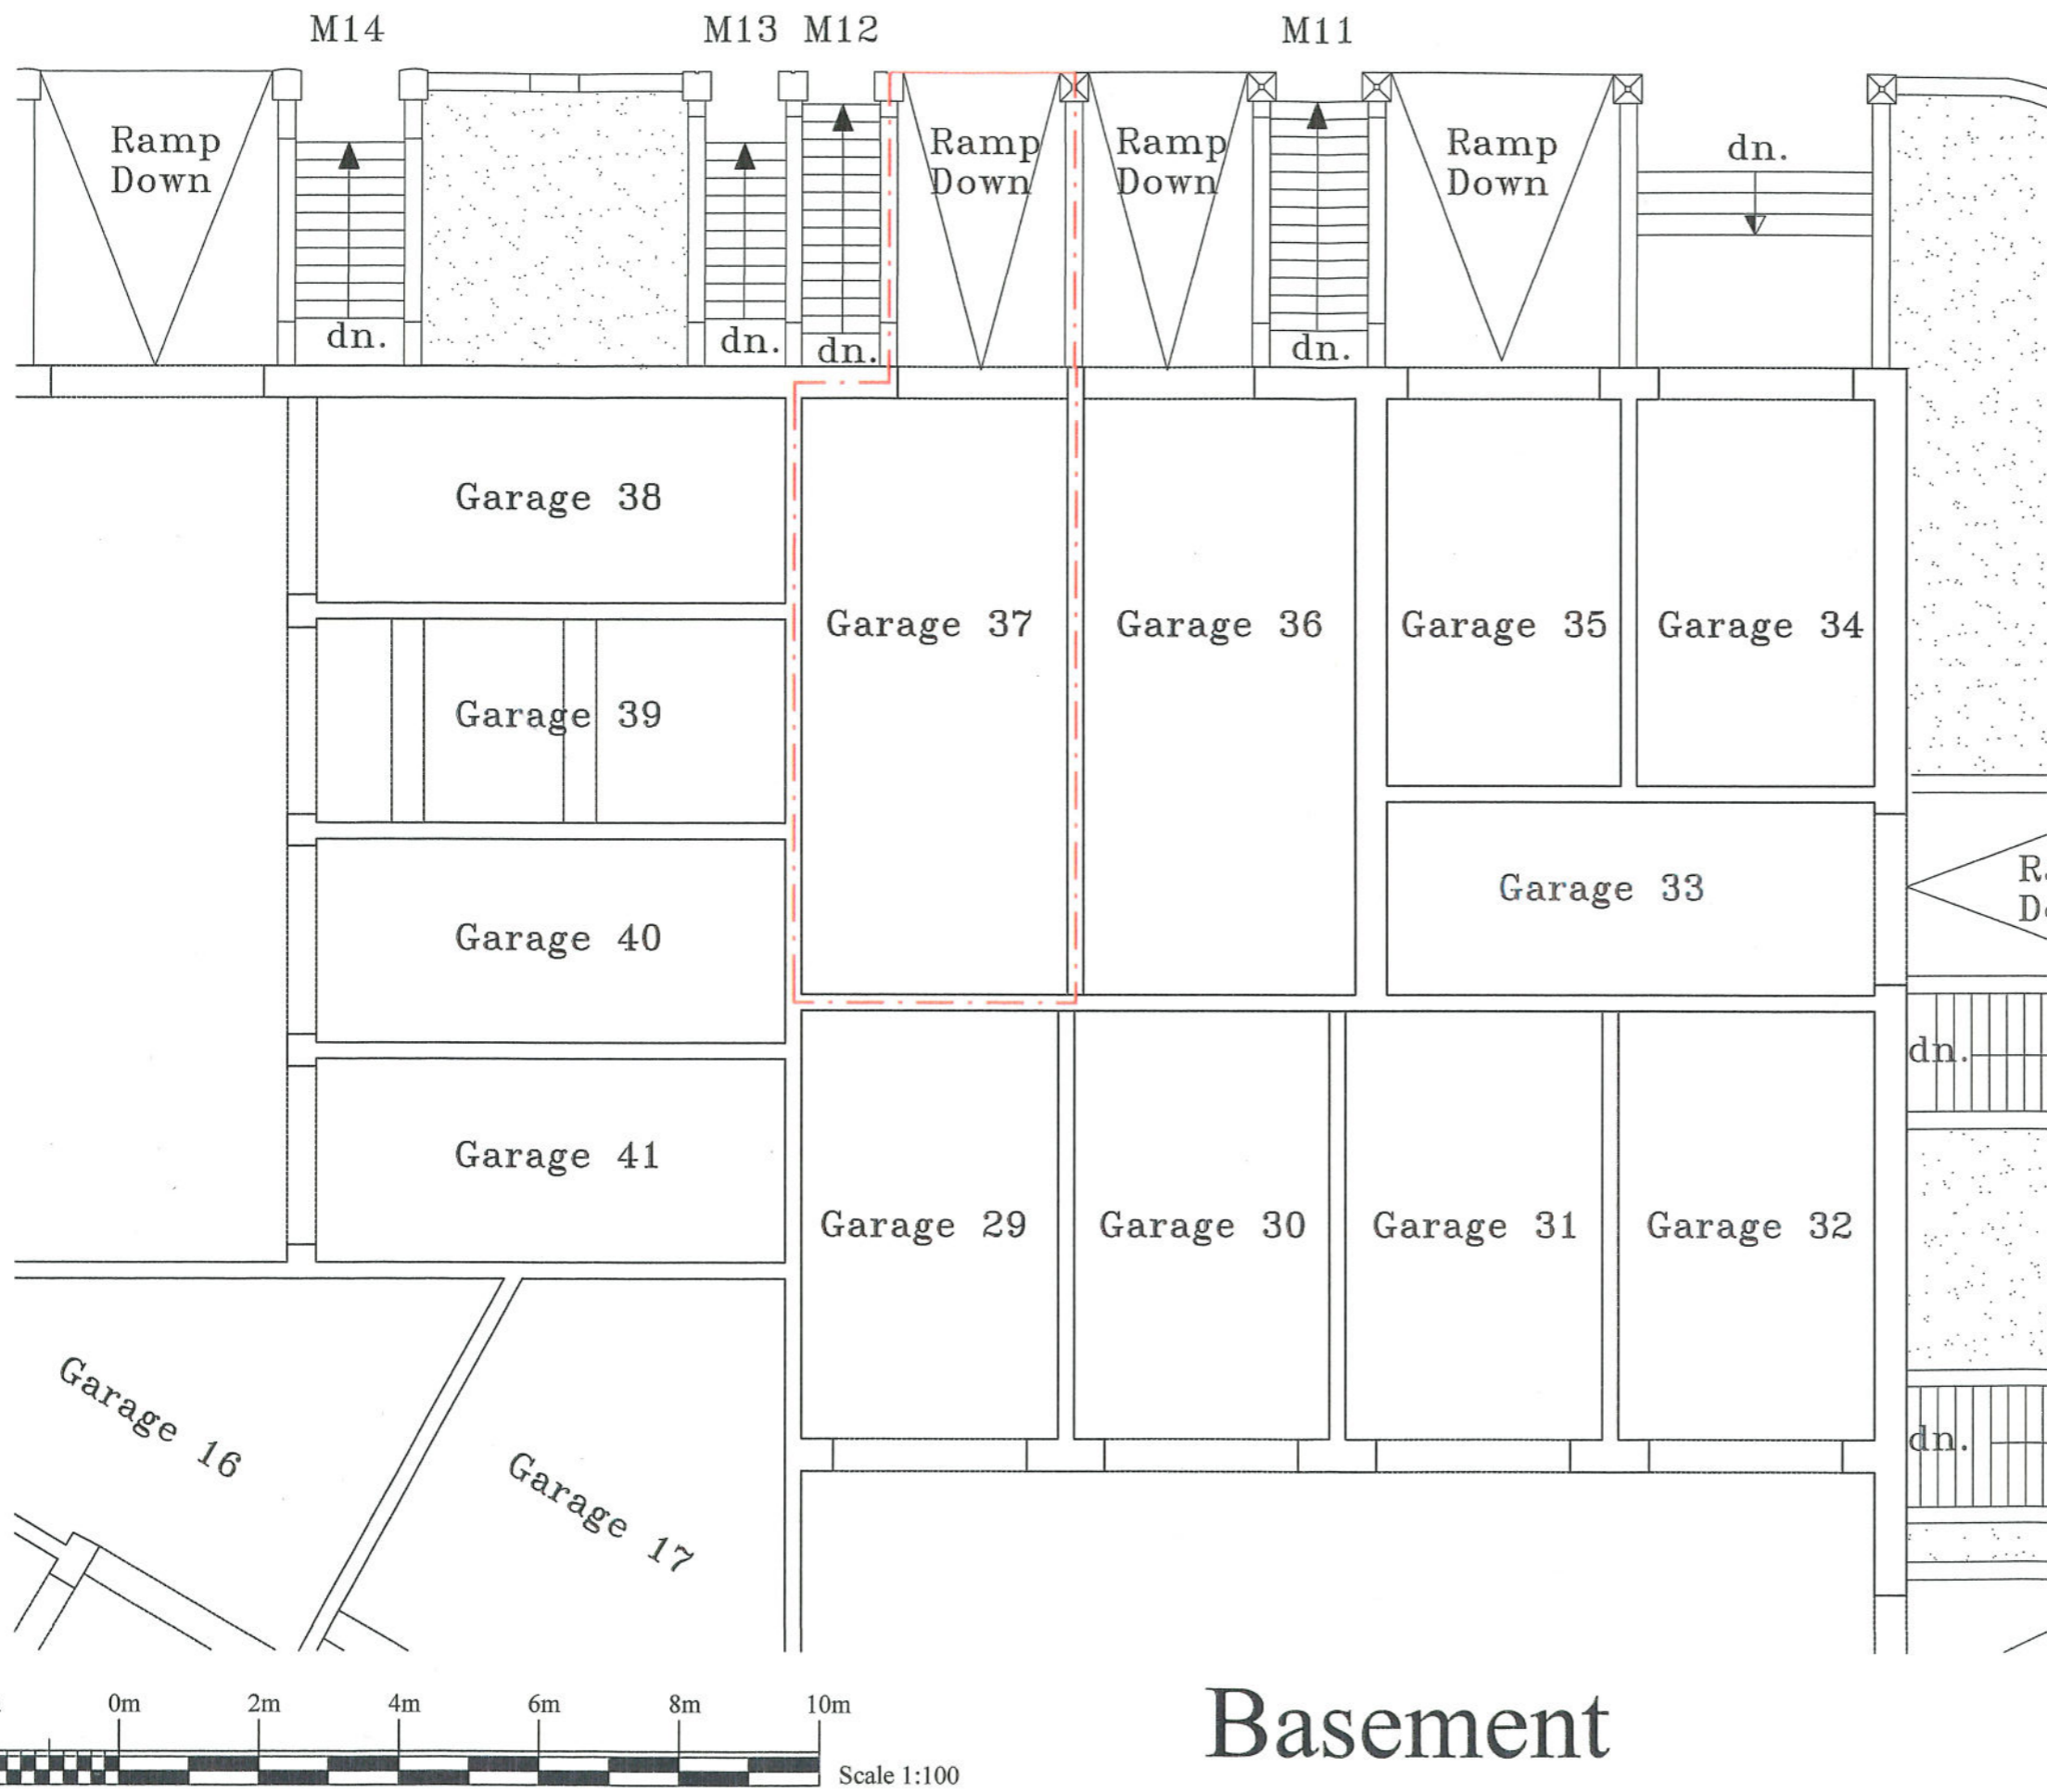 M14
M13
M12
M11
Ramp
Down
Ramp
Down
Ramp
Down
Ramp
Down
dn.
dn.
dn.
dn.
dn.
Garage 38
Garage 37
Garage 36
Garage 35
Garage 34
Garage 39
Garage 33
Garage 40
dn.
Garage 41
Garage 29
Garage 30
Garage 31
Garage 32
Garage 16
Garage 17
dn.
0m
2m
4m
6m
8m
10m
Scale 1:100
Basement